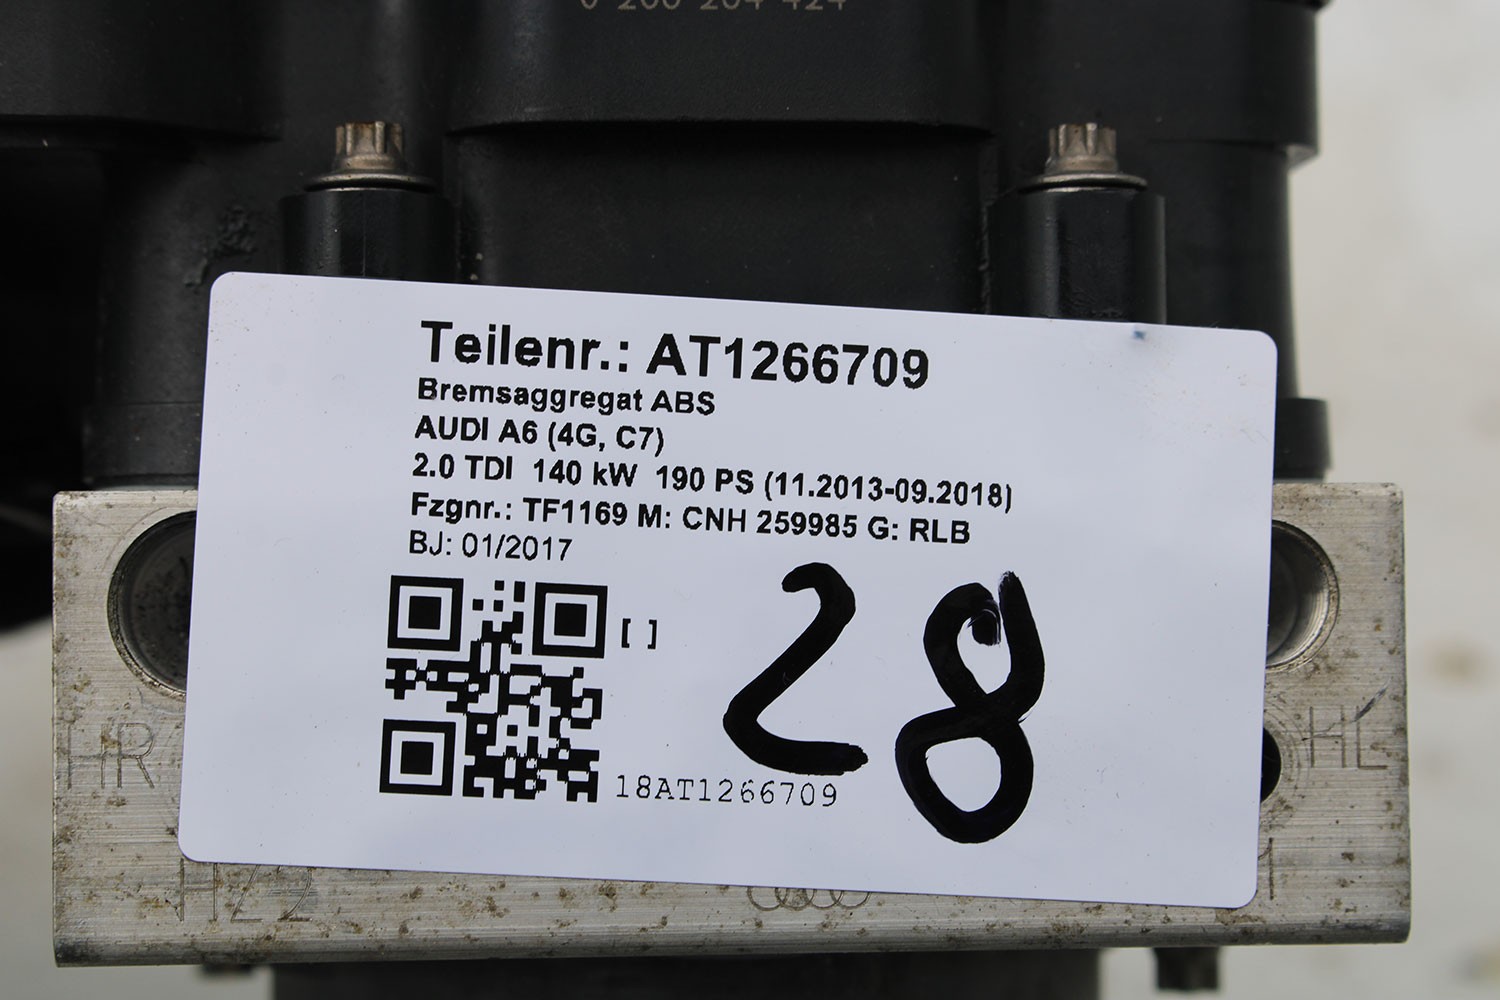 Teilenr.: AT1266709
Bremsaggregat ABS
AUDI A6 (4G, C7)
2.0 TDI 140 kW 190 PS (11.2013-09.2018)
Fzgnr.: TF1169 M: CNH 259985 G: RLB
BJ: 01/2017
[ ]
28
18AT1266709
HR
HL
HZ2
1